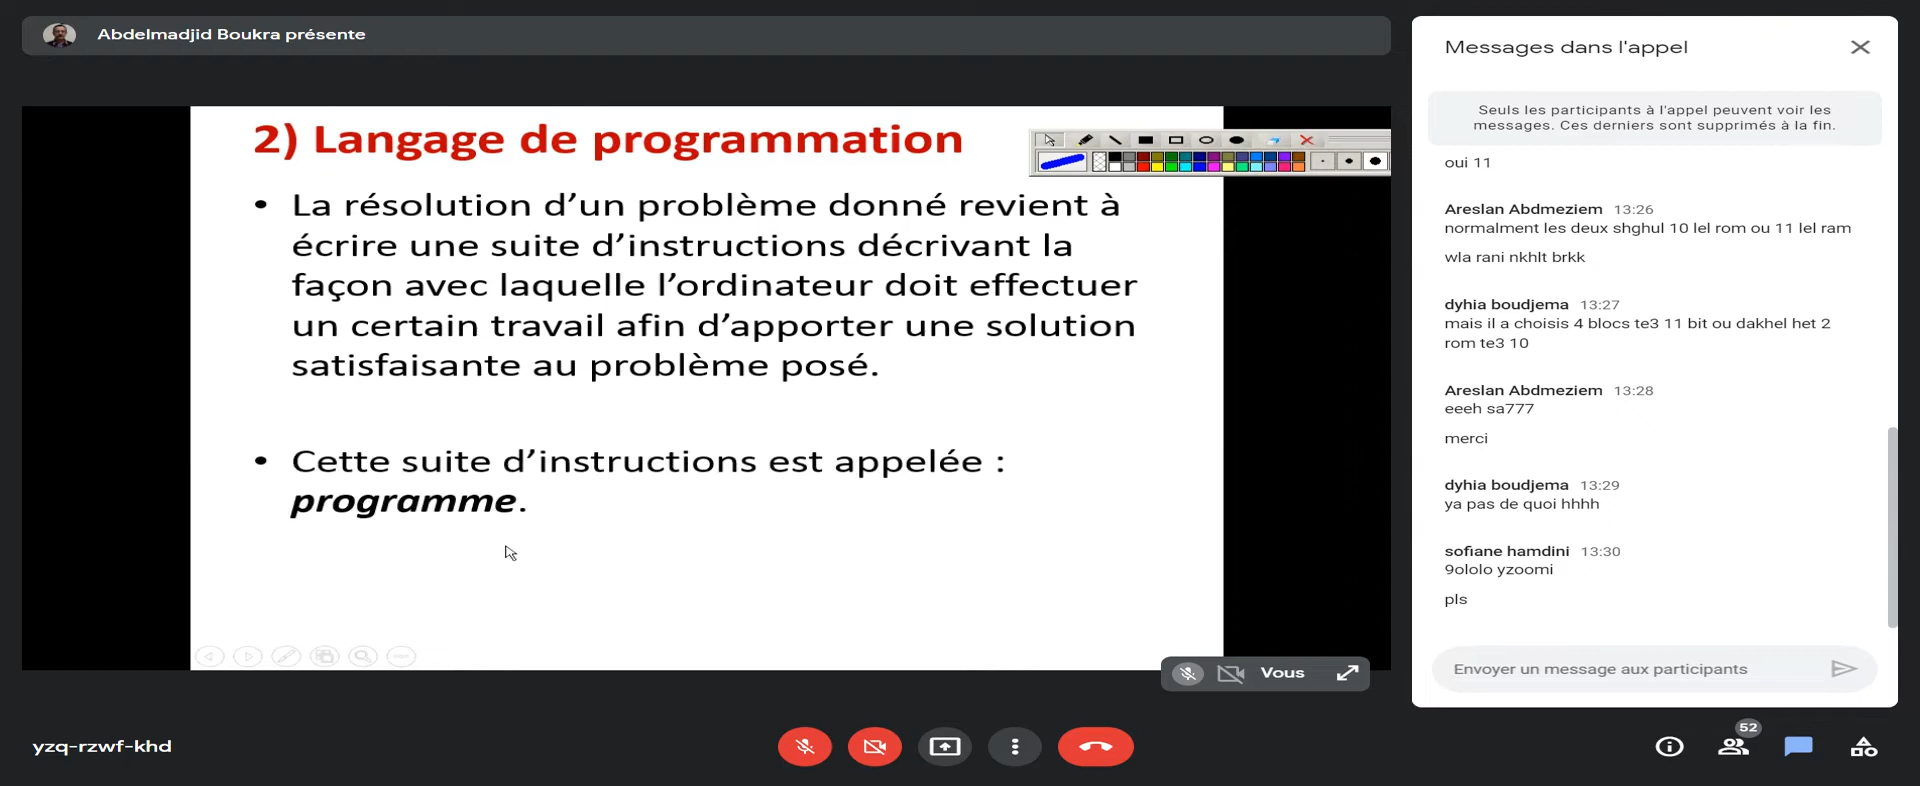 Abdelmadjid Boukra présente
2) Langage de programmation
• La résolution d'un problème donné revient à
écrire une suite d'instructions décrivant la
façon avec laquelle l'ordinateur doit effectuer
un certain travail afin d'apporter une solution
satisfaisante au problème posé.
• Cette suite d'instructions est appelée :
programme.
Vous
yzq-rzwf-khd
Messages dans l'appel
Seuls les participants à l'appel peuvent voir les
messages. Ces derniers sont supprimés à la fin.
oui 11
Areslan Abdmeziem 13:26
normalment les deux shghul 10 lel rom ou 11 lel ram
wla rani nkhlt brkk
dyhia boudjema 13:27
mais il a choisis 4 blocs te3 11 bit ou dakhel het 2
rom te3 10
Areslan Abdmeziem 13:28
eeeh sa777
merci
dyhia boudjema 13:29
ya pas de quoi hhhh
sofiane hamdini 13:30
9ololo yzoomi
pls
Envoyer un message aux participants
52